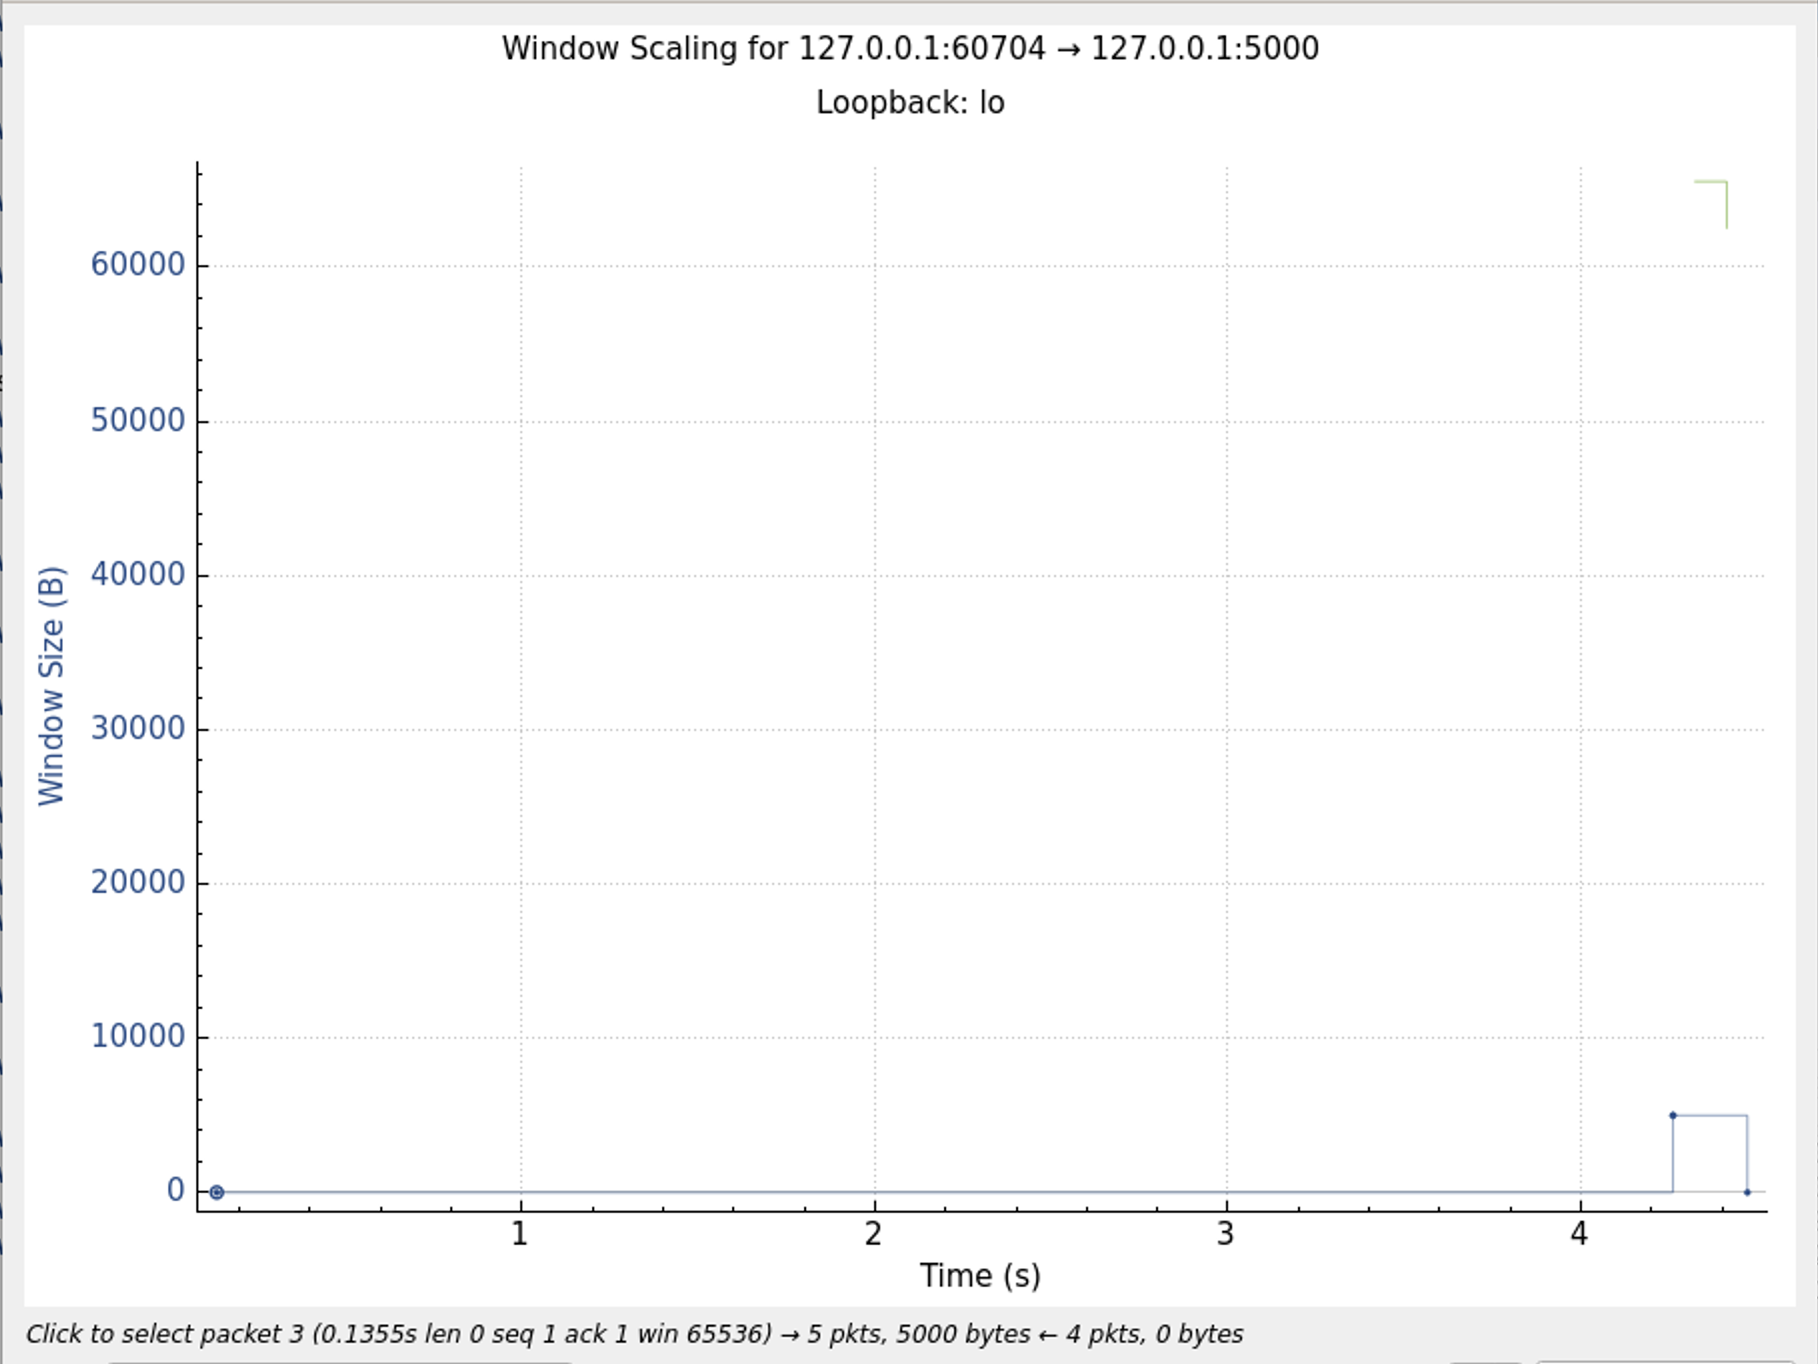 Window Scaling for 127.0.0.1:60704 → 127.0.0.1:5000
Loopback: lo
60000
50000
40000
30000
20000
10000
0
Window Size (B)
1 2 3 4
Time (s)
Click to select packet 3 (0.1355s len 0 seq 1 ack 1 win 65536) → 5 pkts, 5000 bytes ← 4 pkts, 0 bytes